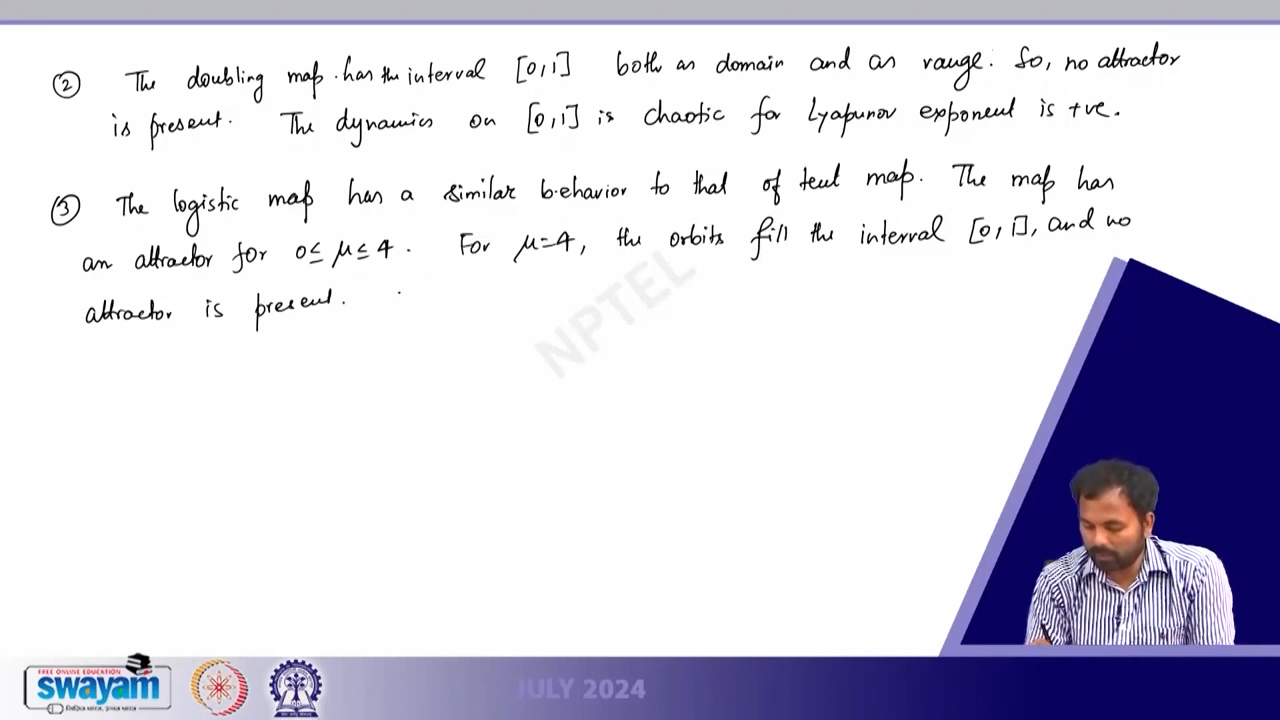 ② The doubling map has the interval [0,1] both as domain and as range. So, no attractor
is present. The dynamics on [0,1] is chaotic for Lyapunov exponent is +ve.
③ The logistic map has a similar behavior to that of tent map. The map has
an attractor for 0 ≤ μ ≤ 4. For μ=4, the orbits fill the interval [0,1], and no
attractor is present.
NPTEL
FREE ONLINE EDUCATION
swayam
JULY 2024